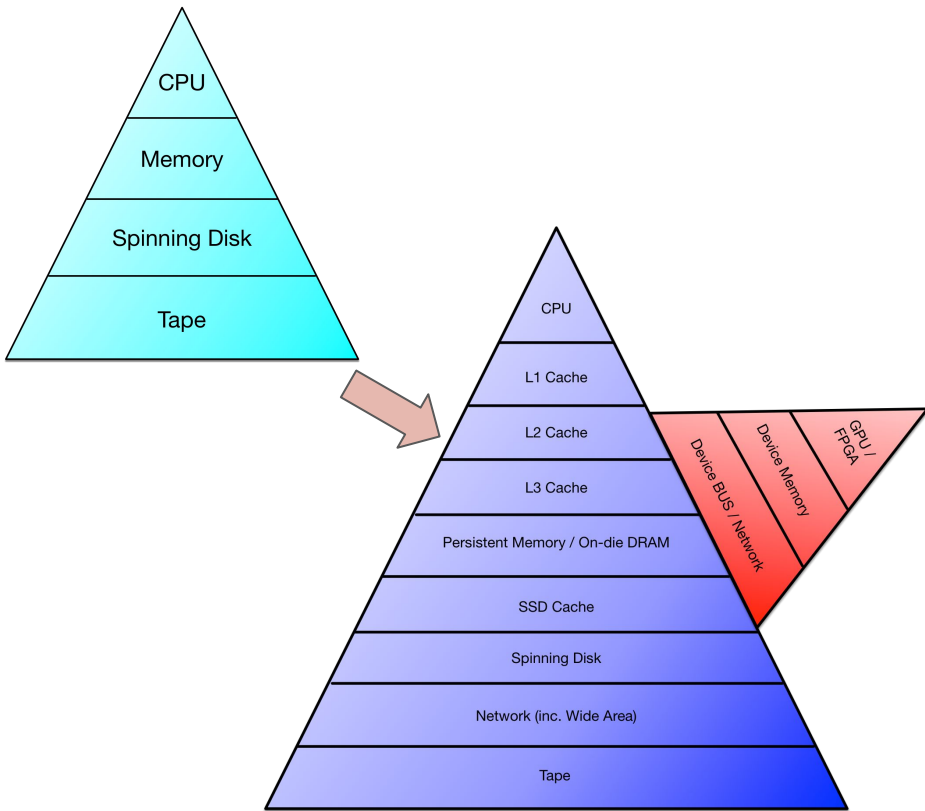 CPU
Memory
Spinning Disk
Tape
CPU
L1 Cache
L2 Cache
L3 Cache
Persistent Memory / On-die DRAM
SSD Cache
Spinning Disk
Network (inc. Wide Area)
Tape
Device BUS / Network
Device Memory
GPU /
FPGA